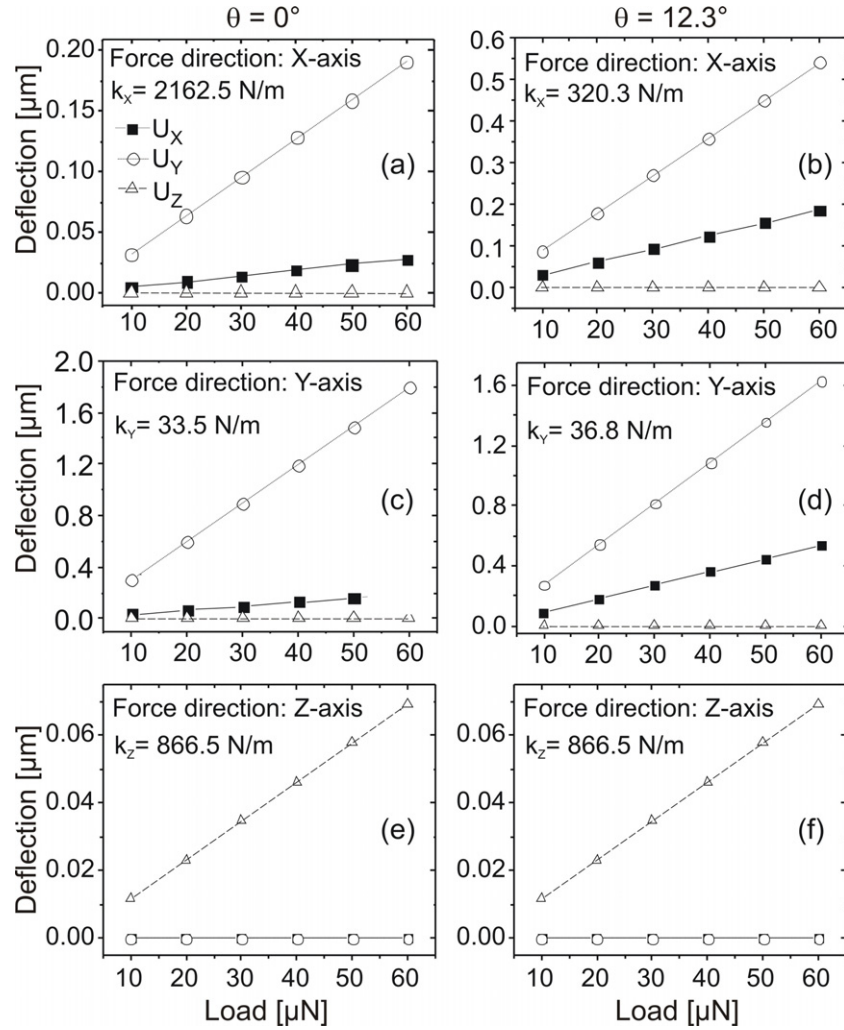 θ = 0°
θ = 12.3°
Deflection [µm]
0.20
0.15
0.10
0.05
0.00
Force direction: X-axis
kX= 2162.5 N/m
UX
UY
UZ
(a)
10 20 30 40 50 60
0.6
0.5
0.4
0.3
0.2
0.1
0.0
Force direction: X-axis
kX= 320.3 N/m
(b)
10 20 30 40 50 60
Deflection [µm]
2.0
1.6
1.2
0.8
0.4
0.0
Force direction: Y-axis
kY= 33.5 N/m
(c)
10 20 30 40 50 60
1.6
1.2
0.8
0.4
0.0
Force direction: Y-axis
kY= 36.8 N/m
(d)
10 20 30 40 50 60
Deflection [µm]
0.06
0.04
0.02
0.00
Force direction: Z-axis
kZ= 866.5 N/m
(e)
10 20 30 40 50 60
Load [µN]
0.06
0.04
0.02
0.00
Force direction: Z-axis
kZ= 866.5 N/m
(f)
10 20 30 40 50 60
Load [µN]